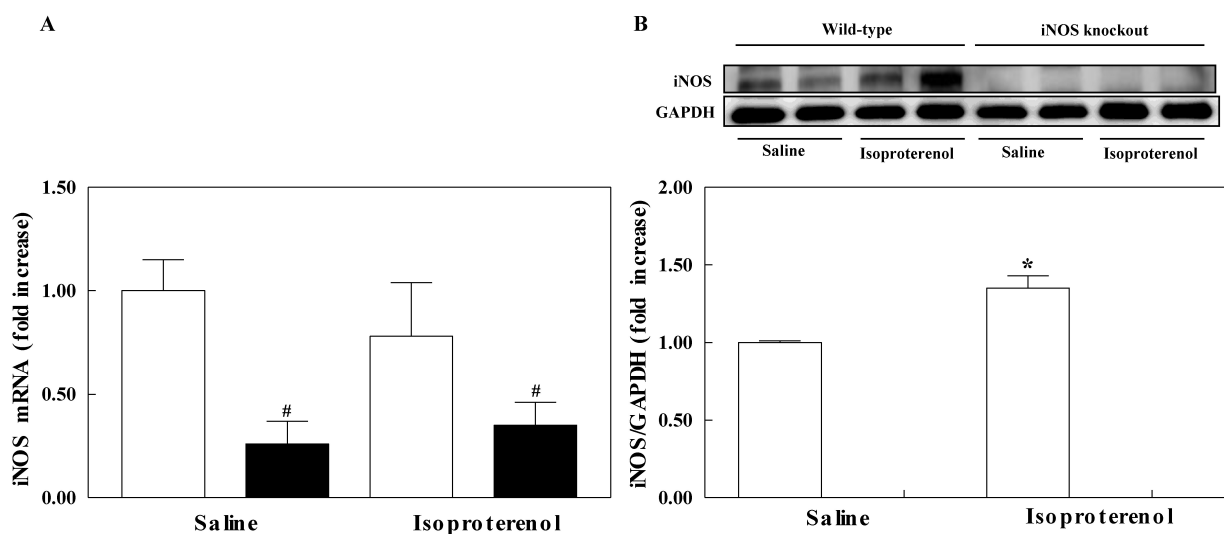 A
iNOS mRNA (fold increase)
1.50
1.00
0.50
0.00
#
#
Saline
Isoproterenol
B
Wild-type
iNOS knockout
iNOS
GAPDH
Saline
Isoproterenol
Saline
Isoproterenol
iNOS/GAPDH (fold increase)
2.00
1.50
1.00
0.50
0.00
*
Saline
Isoproterenol